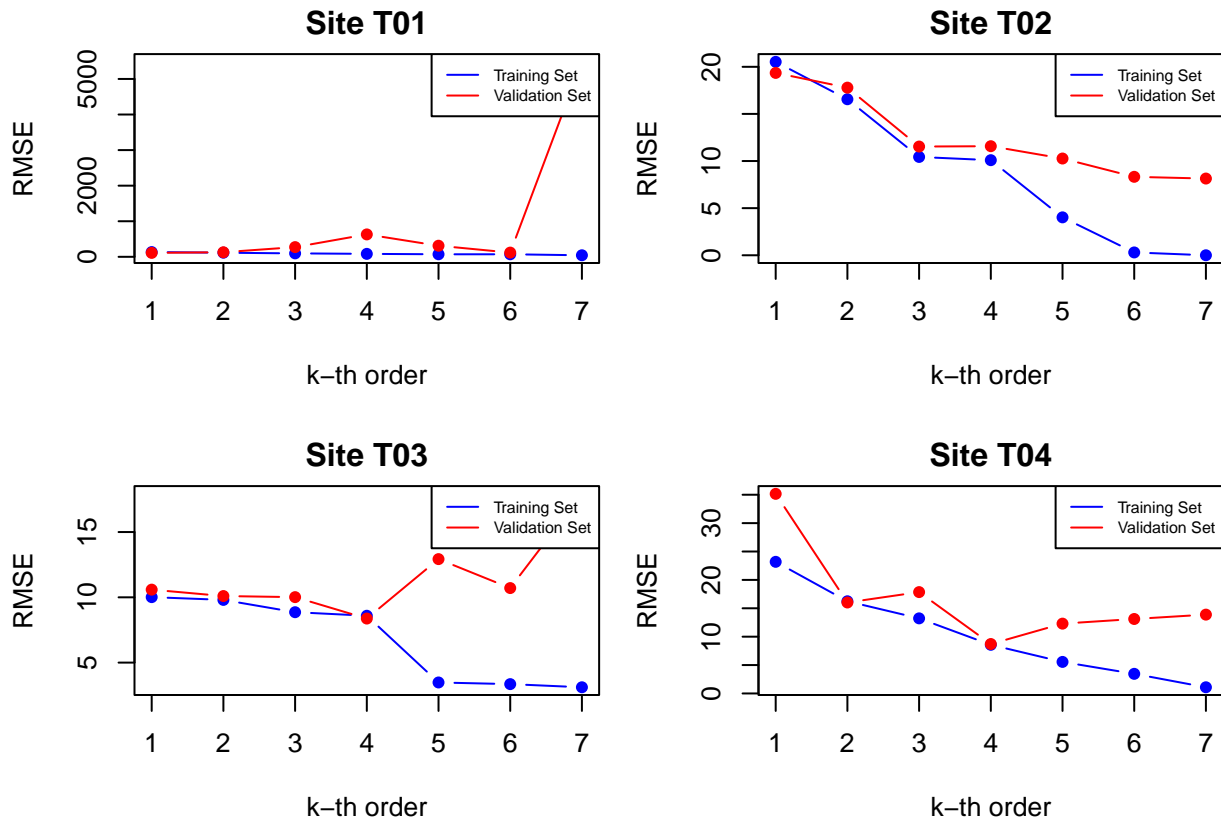 Site T01
RMSE
0
2000
5000
Training Set
Validation Set
1 2 3 4 5 6 7
k−th order
Site T02
RMSE
0
5
10
20
Training Set
Validation Set
1 2 3 4 5 6 7
k−th order
Site T03
RMSE
5
10
15
Training Set
Validation Set
1 2 3 4 5 6 7
k−th order
Site T04
RMSE
0
10
20
30
Training Set
Validation Set
1 2 3 4 5 6 7
k−th order